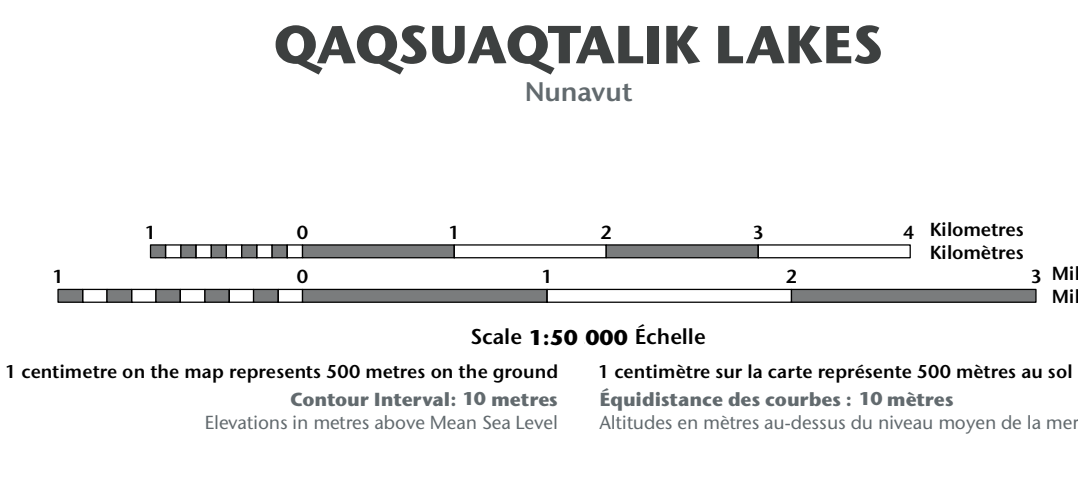 QAQSUAQTALIK LAKES
Nunavut
1 0 1 2 3 4 Kilometres
Kilomètres
1 0 1 2 3
Scale 1:50 000 Échelle
1 centimetre on the map represents 500 metres on the ground
1 centimètre sur la carte représente 500 mètres au sol
Contour Interval: 10 metres
Équidistance des courbes : 10 mètres
Elevations in metres above Mean Sea Level
Altitudes en mètres au-dessus du niveau moyen de la mer